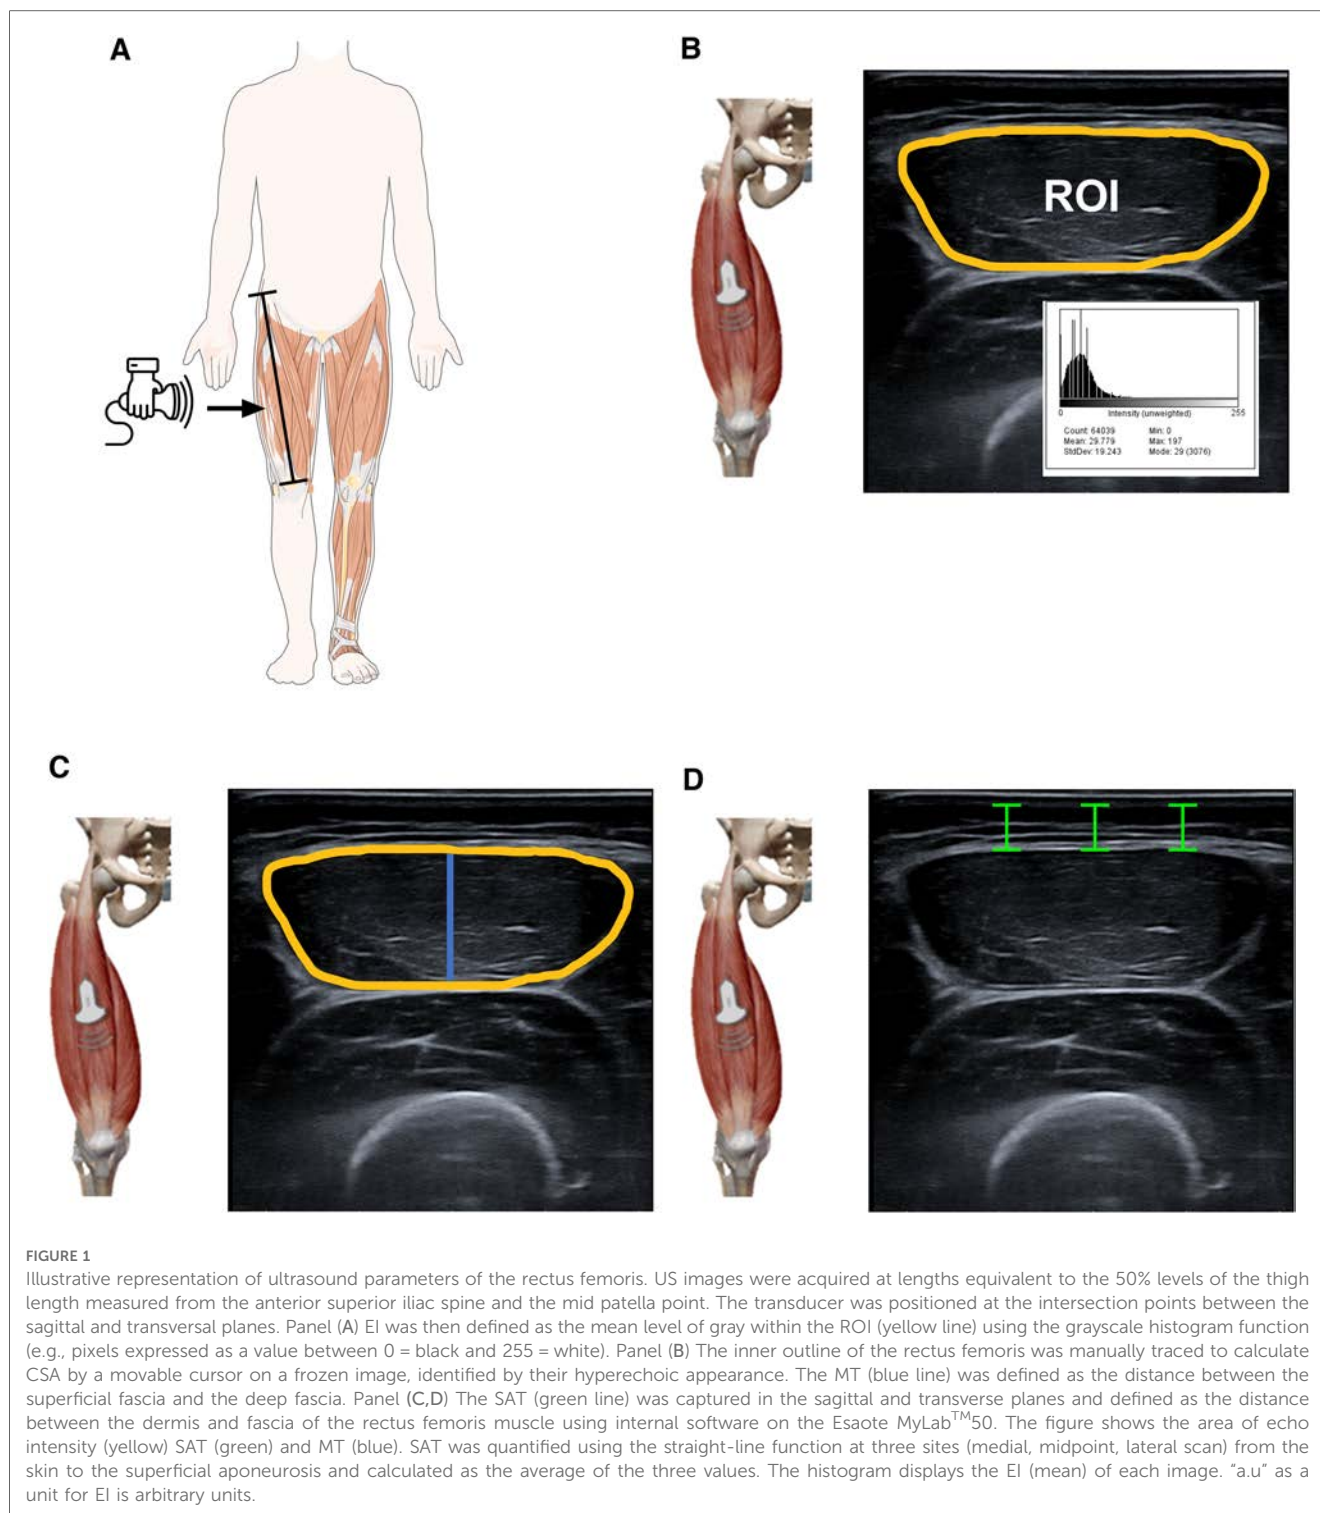 A
B
ROI
0
Intensity (unweighted)
255
Count: 64039
Min: 0
Mean: 29.779
Max: 197
StdDev: 19.243
Mode: 29 (3076)
C
D
FIGURE 1
Illustrative representation of ultrasound parameters of the rectus femoris. US images were acquired at lengths equivalent to the 50% levels of the thigh
length measured from the anterior superior iliac spine and the mid patella point. The transducer was positioned at the intersection points between the
sagittal and transversal planes. Panel (A) EI was then defined as the mean level of gray within the ROI (yellow line) using the grayscale histogram function
(e.g., pixels expressed as a value between 0 = black and 255 = white). Panel (B) The inner outline of the rectus femoris was manually traced to calculate
CSA by a movable cursor on a frozen image, identified by their hyperechoic appearance. The MT (blue line) was defined as the distance between the
superficial fascia and the deep fascia. Panel (C,D) The SAT (green line) was captured in the sagittal and transverse planes and defined as the distance
between the dermis and fascia of the rectus femoris muscle using internal software on the Esaote MyLab™50. The figure shows the area of echo
intensity (yellow) SAT (green) and MT (blue). SAT was quantified using the straight-line function at three sites (medial, midpoint, lateral scan) from the
skin to the superficial aponeurosis and calculated as the average of the three values. The histogram displays the EI (mean) of each image. “a.u” as a
unit for EI is arbitrary units.